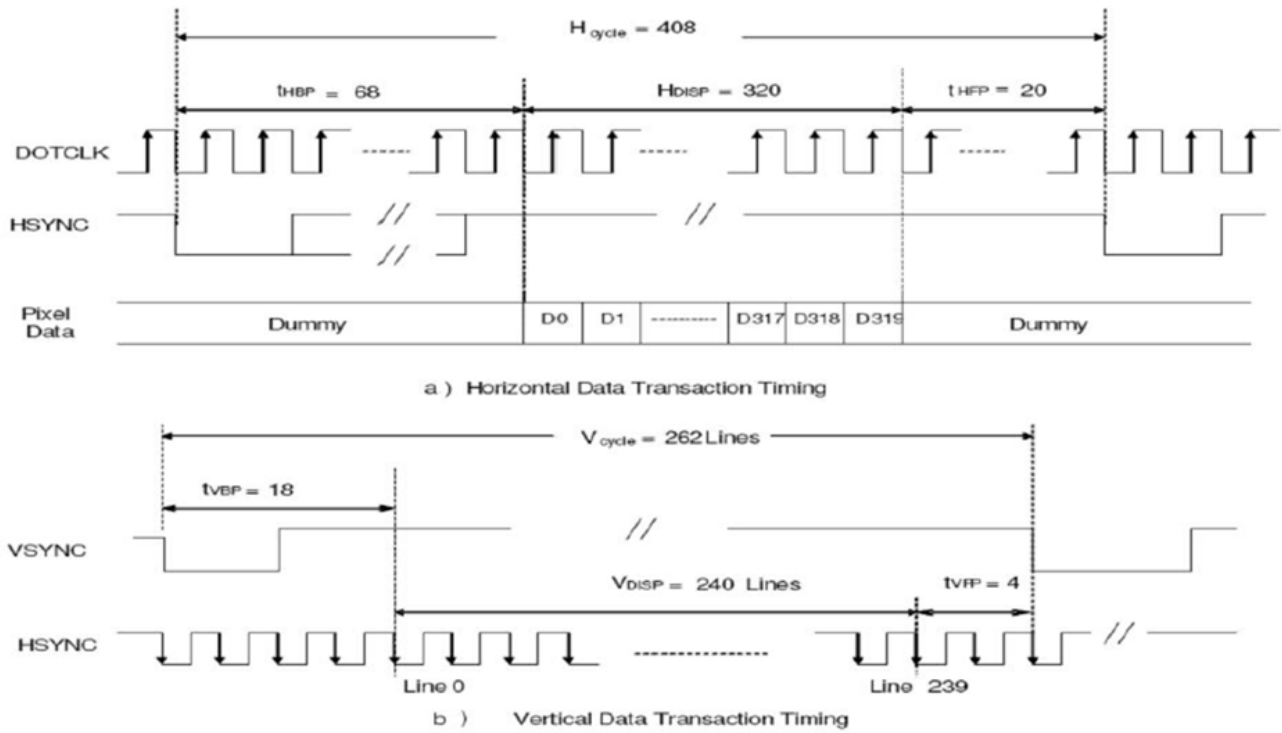 H cycle = 408
tHBP = 68 HDISP = 320 t HFP = 20
DOTCLK
HSYNC
Pixel Data Dummy D0 D1 D317 D318 D319 Dummy
a ) Horizontal Data Transaction Timing
V cycle = 262 Lines
tVBP = 18
VSYNC
VDISP = 240 Lines tVFP = 4
HSYNC
Line 0 Line 239
b ) Vertical Data Transaction Timing